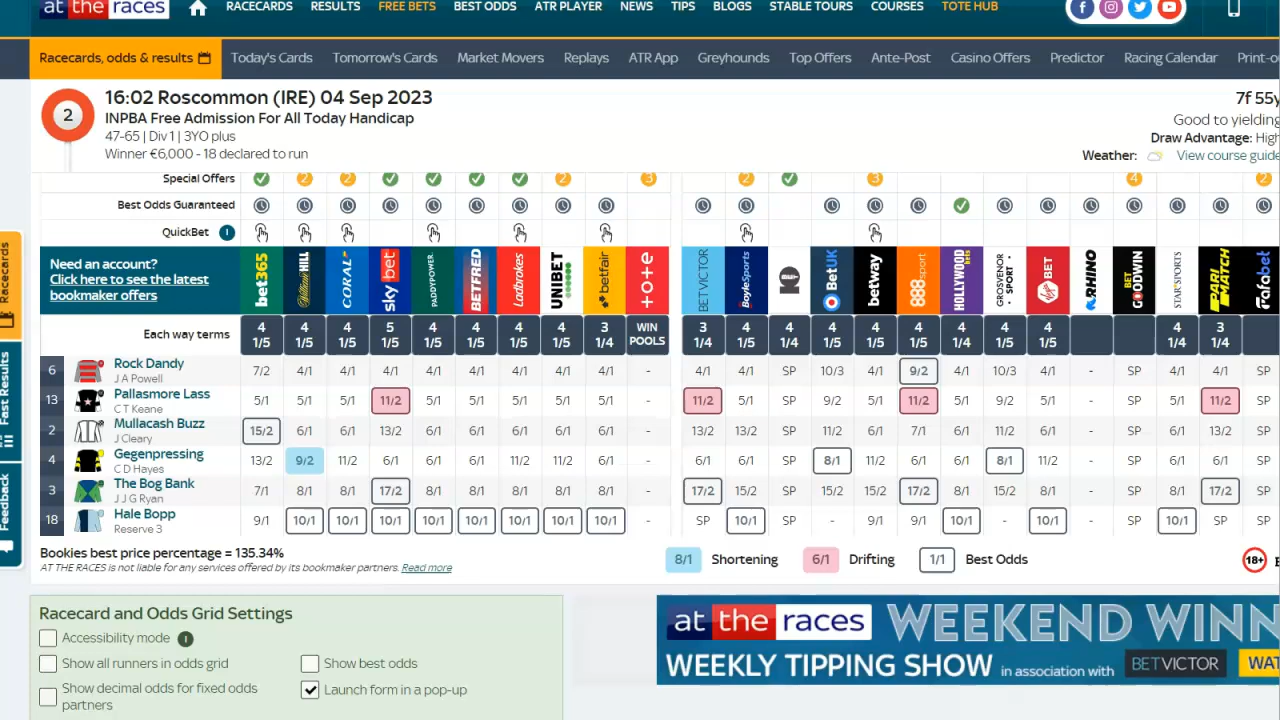 at the races RACECARDS RESULTS FREE BETS BEST ODDS ATR PLAYER NEWS TIPS BLOGS STABLE TOURS COURSES TOTE HUB
Racecards, odds & results Today's Cards Tomorrow's Cards Market Movers Replays ATR App Greyhounds Top Offers Ante-Post Casino Offers Predictor Racing Calendar Print-o
2 16:02 Roscommon (IRE) 04 Sep 2023 7f 55y
INPBA Free Admission For All Today Handicap Good to yielding
47-65 | Div 1 | 3YO plus Draw Advantage: High
Winner €6,000 - 18 declared to run Weather: View course guide
Special Offers 2 2 2 3 2 3 4 2
Best Odds Guaranteed
QuickBet I
Need an account?
Click here to see the latest
bookmaker offers
bet365 William HILL CORAL sky bet PADDYPOWER. BETFRED Ladbrokes UNIBET betfair tote BETVICTOR BoyleSports 10 BetUK betway 888sport HOLLYWOODBETS GROSVENOR SPORT Virgin BET RHINO BET GOODWIN STAR SPORTS PARI MATCH Fafabet
Each way terms 4 4 4 5 4 4 4 4 3 WIN 3 4 4 4 4 4 4 4 4 4 3
1/5 1/5 1/5 1/5 1/5 1/5 1/5 1/5 1/5 POOLS 1/4 1/5 1/4 1/5 1/5 1/5 1/4 1/5 1/5 1/4 1/4
6 Rock Dandy 7/2 4/1 4/1 4/1 4/1 4/1 4/1 4/1 4/1 - 4/1 4/1 SP 10/3 4/1 9/2 4/1 10/3 4/1 - SP 4/1 4/1 SP
J A Powell
13 Pallasmore Lass 5/1 5/1 5/1 11/2 5/1 5/1 5/1 5/1 5/1 - 11/2 5/1 SP 9/2 5/1 11/2 5/1 9/2 5/1 - SP 5/1 11/2 SP
C T Keane
2 Mullacash Buzz 15/2 6/1 6/1 13/2 6/1 6/1 6/1 6/1 6/1 - 13/2 13/2 SP 11/2 6/1 7/1 6/1 11/2 6/1 - SP 6/1 13/2 SP
J Cleary
4 Gegenpressing 13/2 9/2 11/2 6/1 6/1 6/1 11/2 11/2 6/1 - 6/1 6/1 SP 8/1 11/2 6/1 6/1 8/1 11/2 - SP 6/1 6/1 SP
C D Hayes
3 The Bog Bank 7/1 8/1 8/1 17/2 8/1 8/1 8/1 8/1 8/1 - 17/2 15/2 SP 15/2 15/2 17/2 8/1 15/2 8/1 - SP 8/1 17/2 SP
J J G Ryan
18 Hale Bopp 9/1 10/1 10/1 10/1 10/1 10/1 10/1 10/1 10/1 - SP 10/1 SP - 9/1 9/1 10/1 - 10/1 - SP 10/1 SP SP
Reserve 3
Bookies best price percentage = 135.34% 8/1 Shortening 6/1 Drifting 1/1 Best Odds 18+
AT THE RACES is not liable for any services offered by its bookmaker partners. Read more
Racecard and Odds Grid Settings
Accessibility mode I
Show all runners in odds grid Show best odds
Show decimal odds for fixed odds
partners
Launch form in a pop-up
at the races WEEKEND WINN
WEEKLY TIPPING SHOW in association with BETVICTOR WAT
Racecards
Fast Results
Feedback